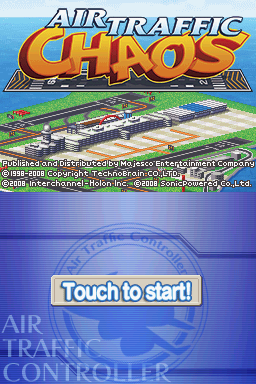 AIR TRAFFIC
CHAOS
Published and Distributed by Majesco Entertainment Company
©1998-2008 Copyright TechnoBrain CO.,LTD.
©2008 Interchannel-Holon Inc. ©2008 SonicPowered Co.,Ltd.
Air Traffic Controller
Touch to start!
AIR
TRAFFIC
CONTROLLER